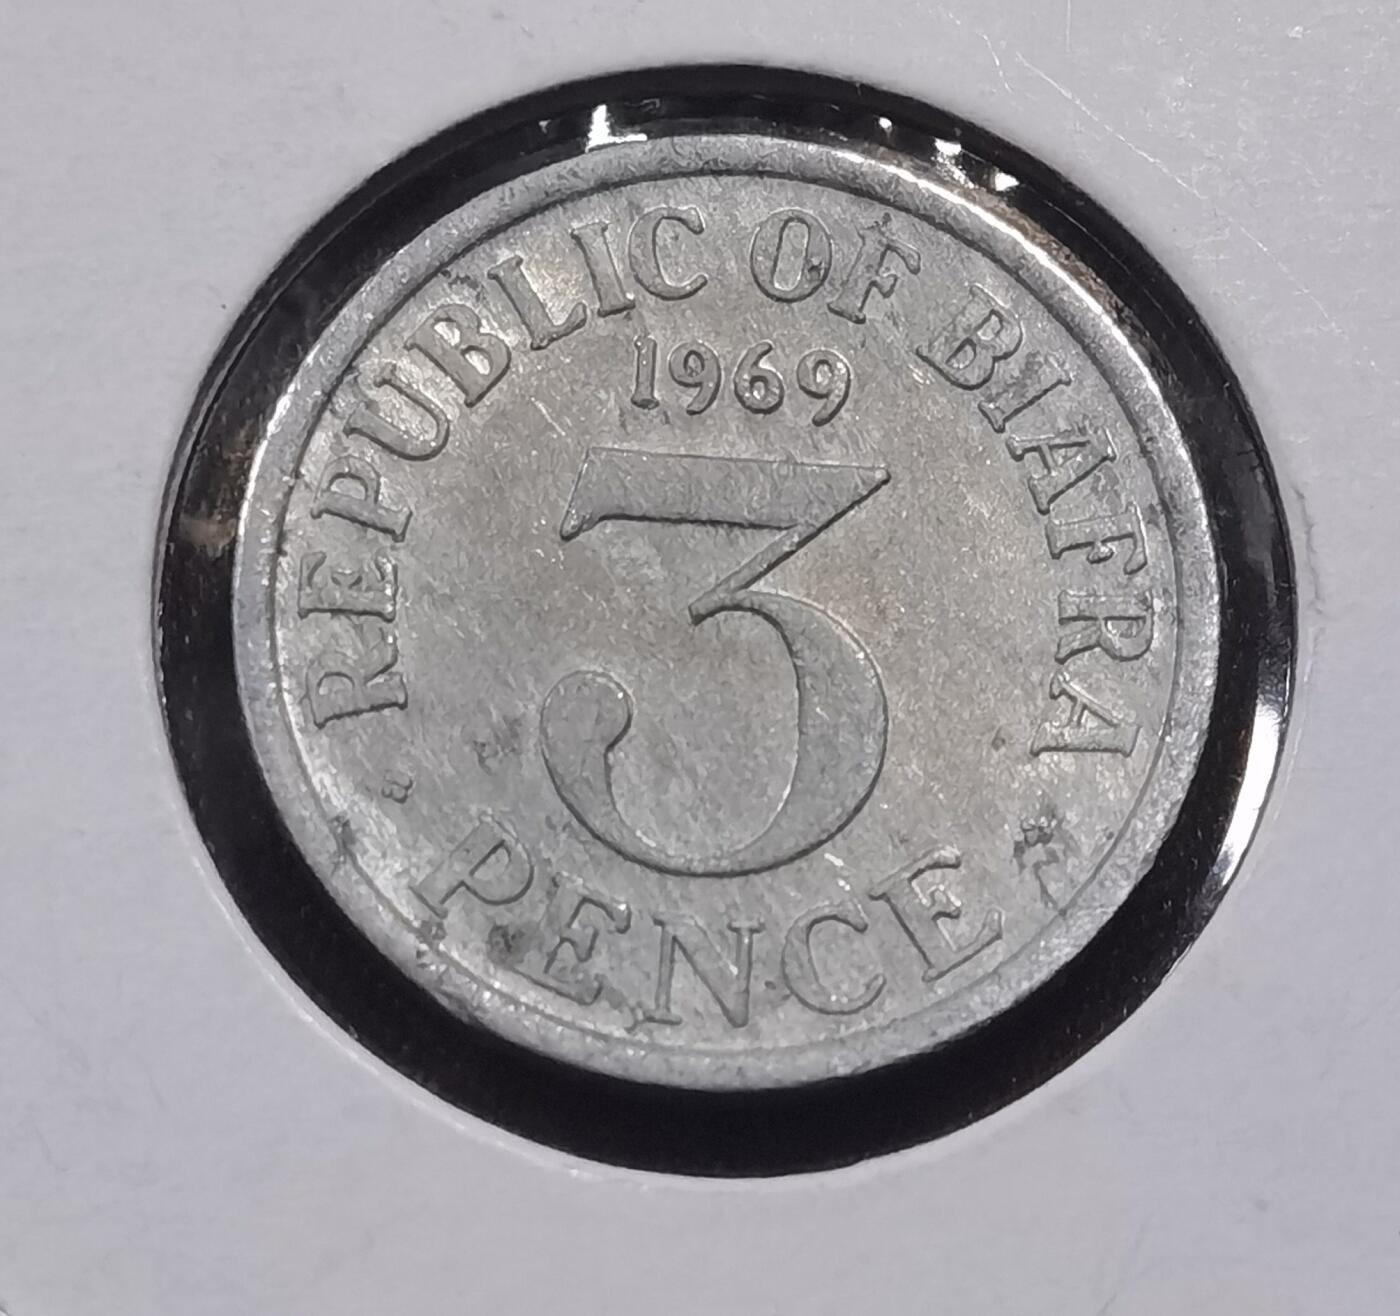 REPUBLIC OF BIAFRA
1969
3
PENCE